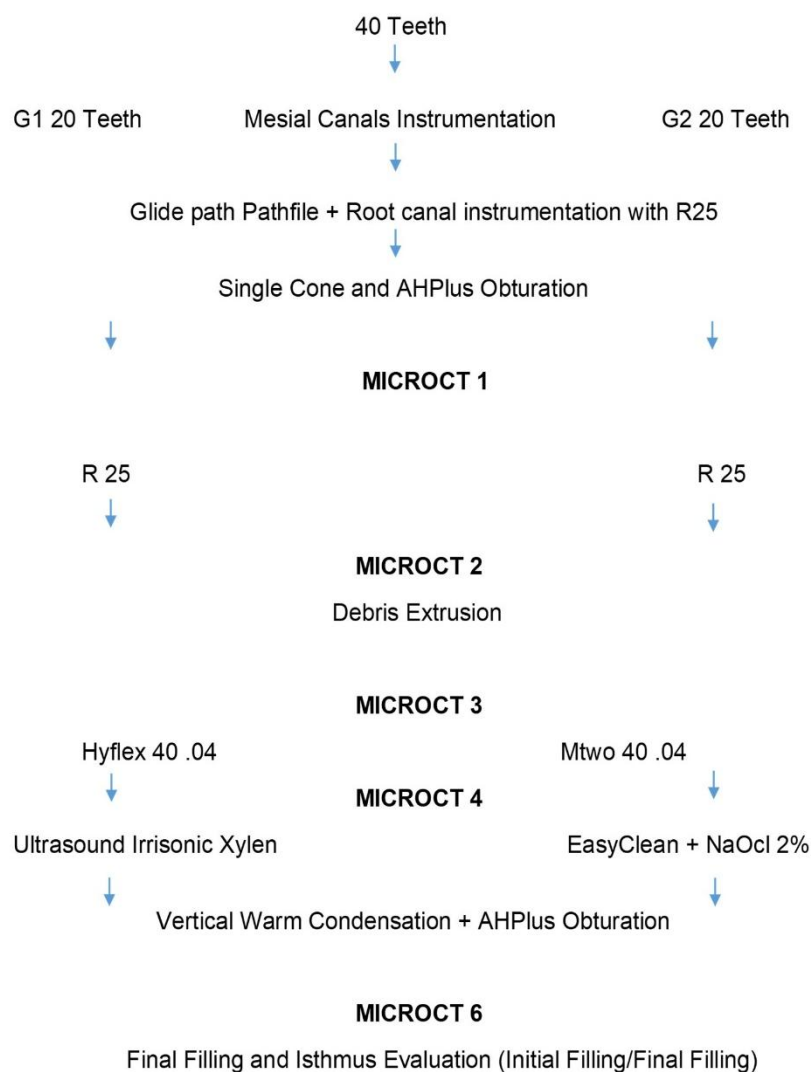 40 Teeth
G1 20 Teeth Mesial Canals Instrumentation G2 20 Teeth
Glide path Pathfile + Root canal instrumentation with R25
Single Cone and AHPlus Obturation
MICROCT 1
R 25 R 25
MICROCT 2
Debris Extrusion
MICROCT 3
Hyflex 40 .04 Mtwo 40 .04
MICROCT 4
Ultrasound Irrisonic Xylen EasyClean + NaOcl 2%
Vertical Warm Condensation + AHPlus Obturation
MICROCT 6
Final Filling and Isthmus Evaluation (Initial Filling/Final Filling)